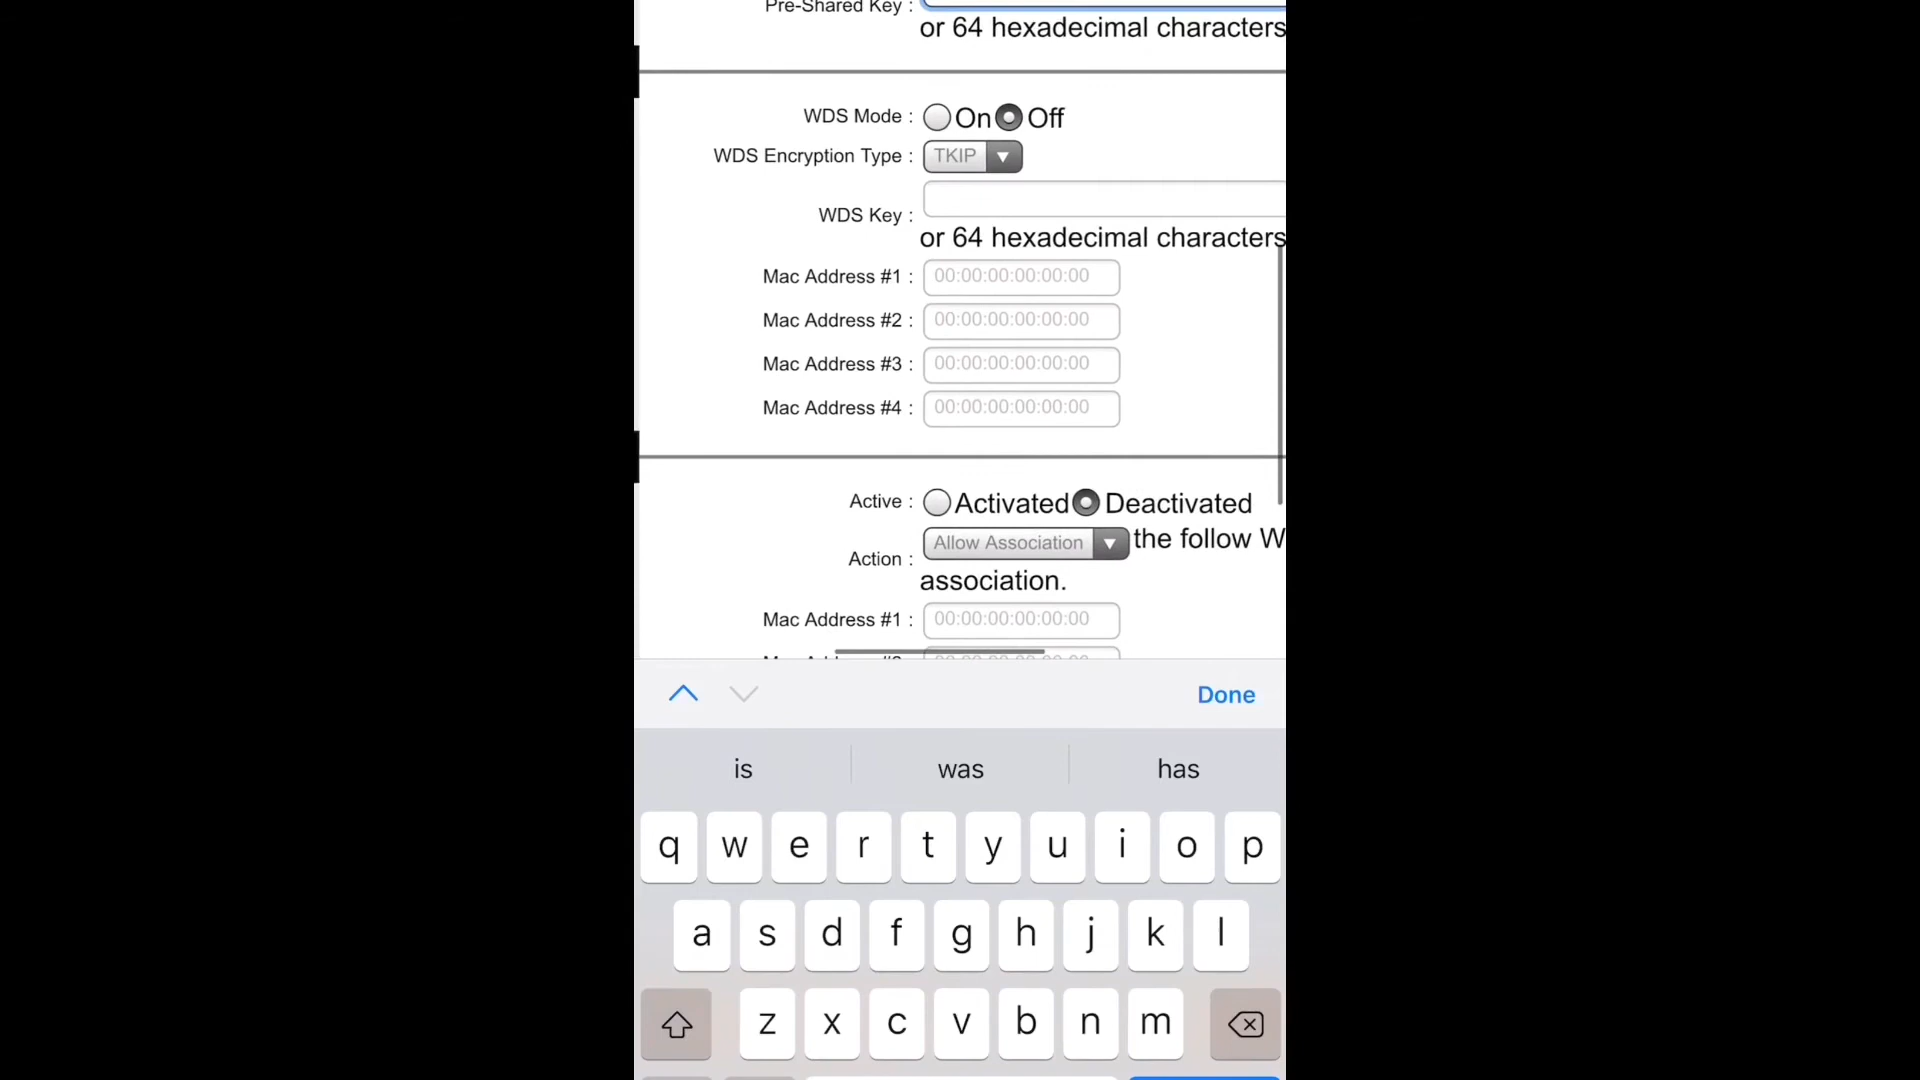 Pre-Shared Key :
or 64 hexadecimal characters
WDS Mode : On Off
WDS Encryption Type : TKIP
WDS Key :
or 64 hexadecimal characters
Mac Address #1 : 00:00:00:00:00:00
Mac Address #2 : 00:00:00:00:00:00
Mac Address #3 : 00:00:00:00:00:00
Mac Address #4 : 00:00:00:00:00:00
Active : Activated Deactivated
Allow Association the follow W
Action :
association.
Mac Address #1 : 00:00:00:00:00:00
Done
is was has
q w e r t y u i o p
a s d f g h j k l
z x c v b n m